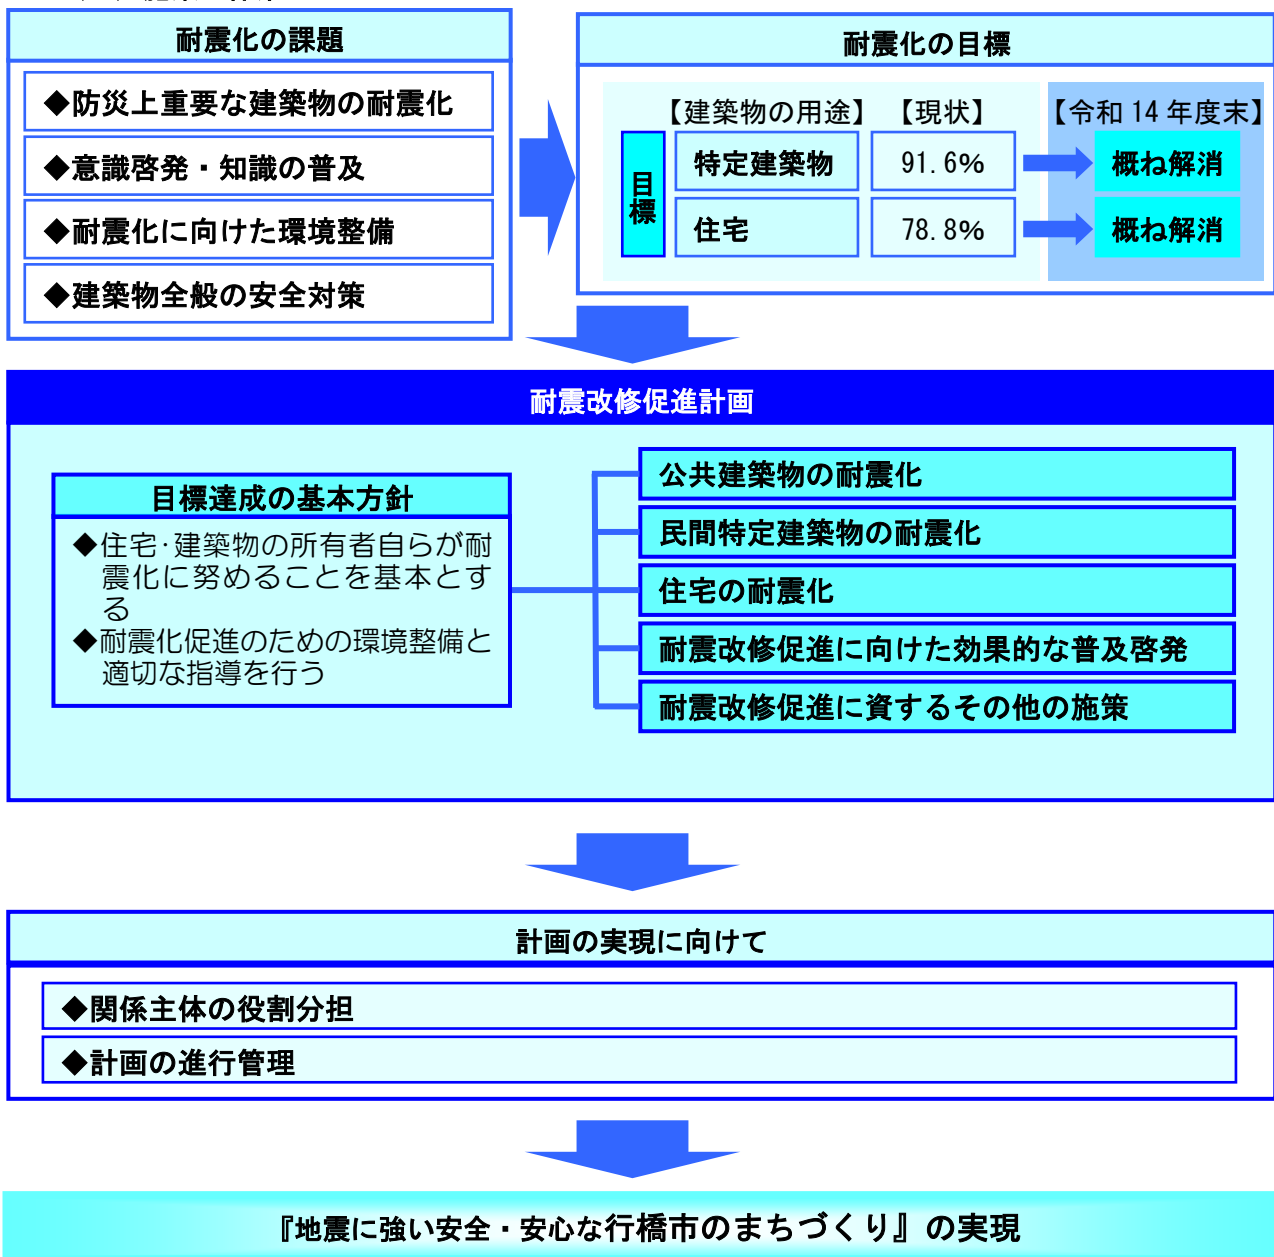 耐震化の課題
◆防災上重要な建築物の耐震化
◆意識啓発・知識の普及
◆耐震化に向けた環境整備
◆建築物全般の安全対策
耐震化の目標
【建築物の用途】 【現状】 【令和 14 年度末】
目標
特定建築物 91.6% 概ね解消
住宅 78.8% 概ね解消
耐震改修促進計画
目標達成の基本方針
◆住宅・建築物の所有者自らが耐
震化に努めることを基本とす
る
◆耐震化促進のための環境整備と
適切な指導を行う
公共建築物の耐震化
民間特定建築物の耐震化
住宅の耐震化
耐震改修促進に向けた効果的な普及啓発
耐震改修促進に資するその他の施策
計画の実現に向けて
◆関係主体の役割分担
◆計画の進行管理
『地震に強い安全・安心な行橋市のまちづくり』の実現